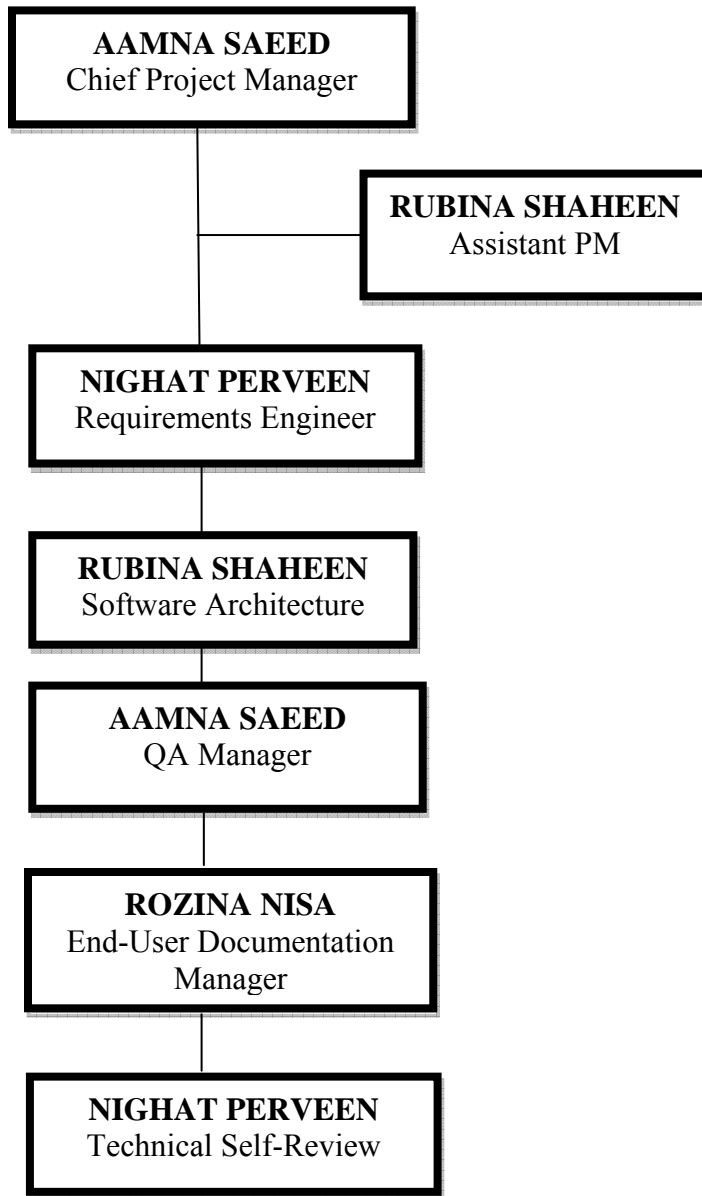 AAMNA SAEED
Chief Project Manager
RUBINA SHAHEEN
Assistant PM
NIGHAT PERVEEN
Requirements Engineer
RUBINA SHAHEEN
Software Architecture
AAMNA SAEED
QA Manager
ROZINA NISA
End-User Documentation
Manager
NIGHAT PERVEEN
Technical Self-Review